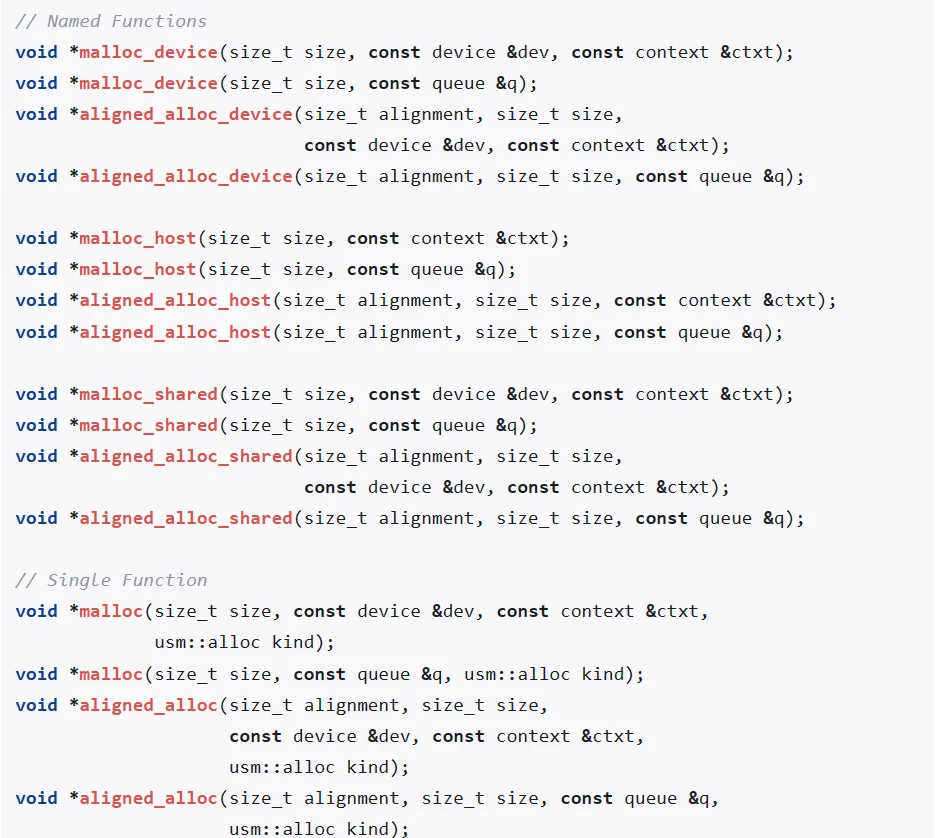 // Named Functions
void *malloc_device(size_t size, const device &dev, const context &ctxt);
void *malloc_device(size_t size, const queue &q);
void *aligned_alloc_device(size_t alignment, size_t size,
                           const device &dev, const context &ctxt);
void *aligned_alloc_device(size_t alignment, size_t size, const queue &q);

void *malloc_host(size_t size, const context &ctxt);
void *malloc_host(size_t size, const queue &q);
void *aligned_alloc_host(size_t alignment, size_t size, const context &ctxt);
void *aligned_alloc_host(size_t alignment, size_t size, const queue &q);

void *malloc_shared(size_t size, const device &dev, const context &ctxt);
void *malloc_shared(size_t size, const queue &q);
void *aligned_alloc_shared(size_t alignment, size_t size,
                           const device &dev, const context &ctxt);
void *aligned_alloc_shared(size_t alignment, size_t size, const queue &q);

// Single Function
void *malloc(size_t size, const device &dev, const context &ctxt,
             usm::alloc kind);
void *malloc(size_t size, const queue &q, usm::alloc kind);
void *aligned_alloc(size_t alignment, size_t size,
                    const device &dev, const context &ctxt,
                    usm::alloc kind);
void *aligned_alloc(size_t alignment, size_t size, const queue &q,
                    usm::alloc kind);